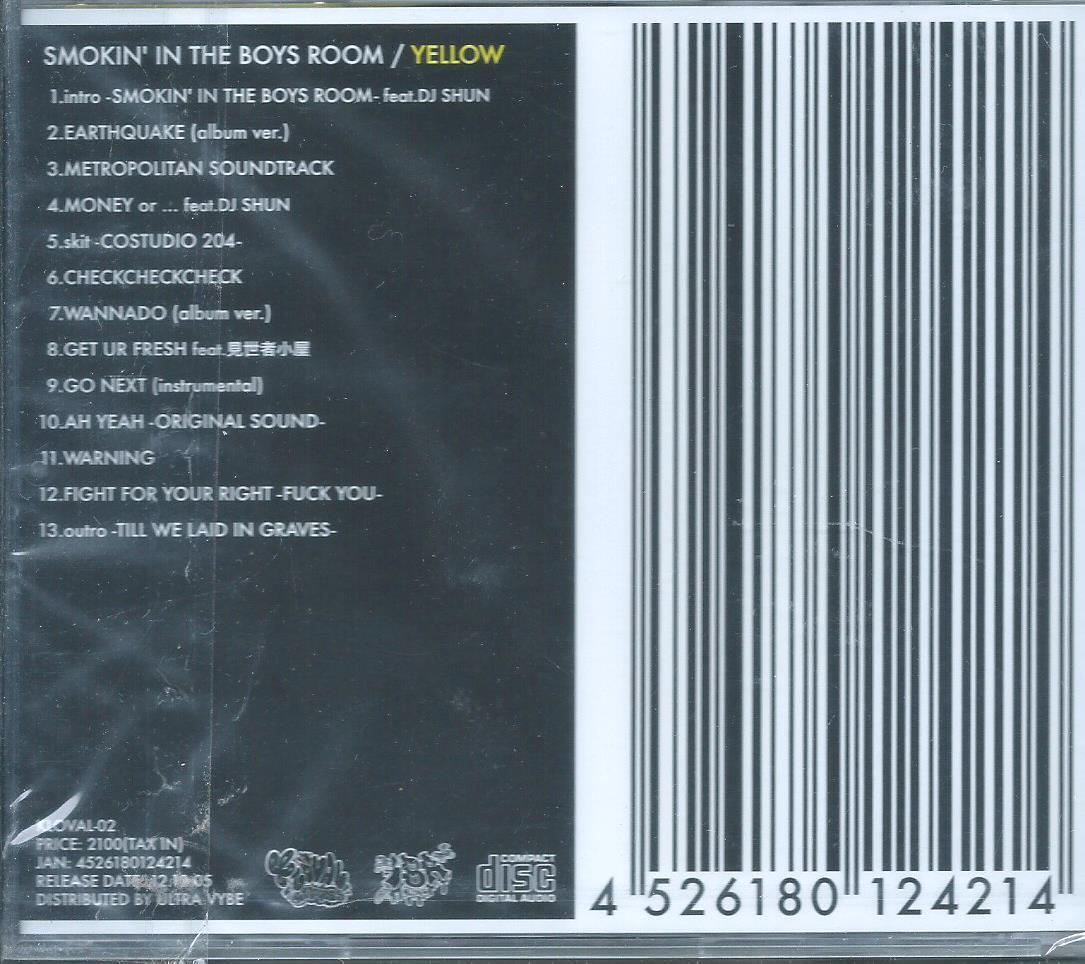 SMOKIN' IN THE BOYS ROOM / YELLOW
1.intro -SMOKIN' IN THE BOYS ROOM- feat.DJ SHUN
2.EARTHQUAKE (album ver.)
3.METROPOLITAN SOUNDTRACK
4.MONEY or ... feat.DJ SHUN
5.skit -COSTUDIO 204-
6.CHECKCHECKCHECK
7.WANNADO (album ver.)
8.GET UR FRESH feat.見世者小屋
9.GO NEXT (instrumental)
10.AH YEAH -ORIGINAL SOUND-
11.WARNING
12.FIGHT FOR YOUR RIGHT -FUCK YOU-
13.outro -TILL WE LAID IN GRAVES-
KLOVAL-02
PRICE: 2100(TAX IN)
JAN: 4526180124214
RELEASE DATE:
DISTRIBUTED BY ULTRA VYBE
COMPACT
disc
DIGITAL AUDIO
4 526180 124214